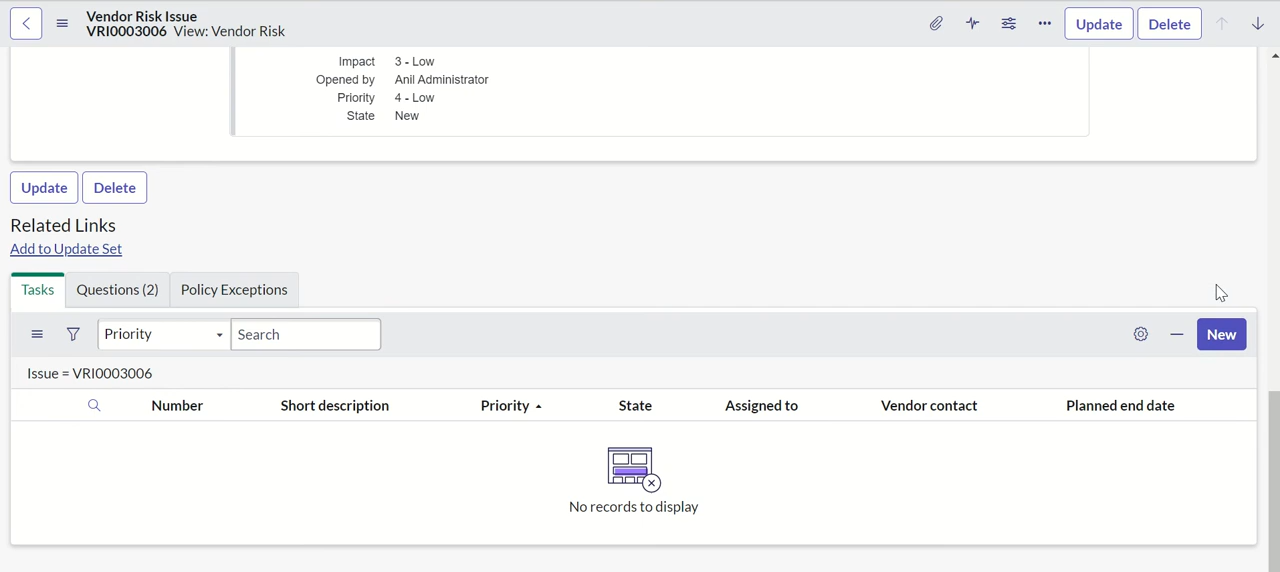 Vendor Risk Issue
VRI0003006 View: Vendor Risk
Update
Delete
Impact 3 - Low
Opened by Anil Administrator
Priority 4 - Low
State New
Update
Delete
Related Links
Add to Update Set
Tasks
Questions (2)
Policy Exceptions
Priority
Search
New
Issue = VRI0003006
Number Short description Priority State Assigned to Vendor contact Planned end date
No records to display